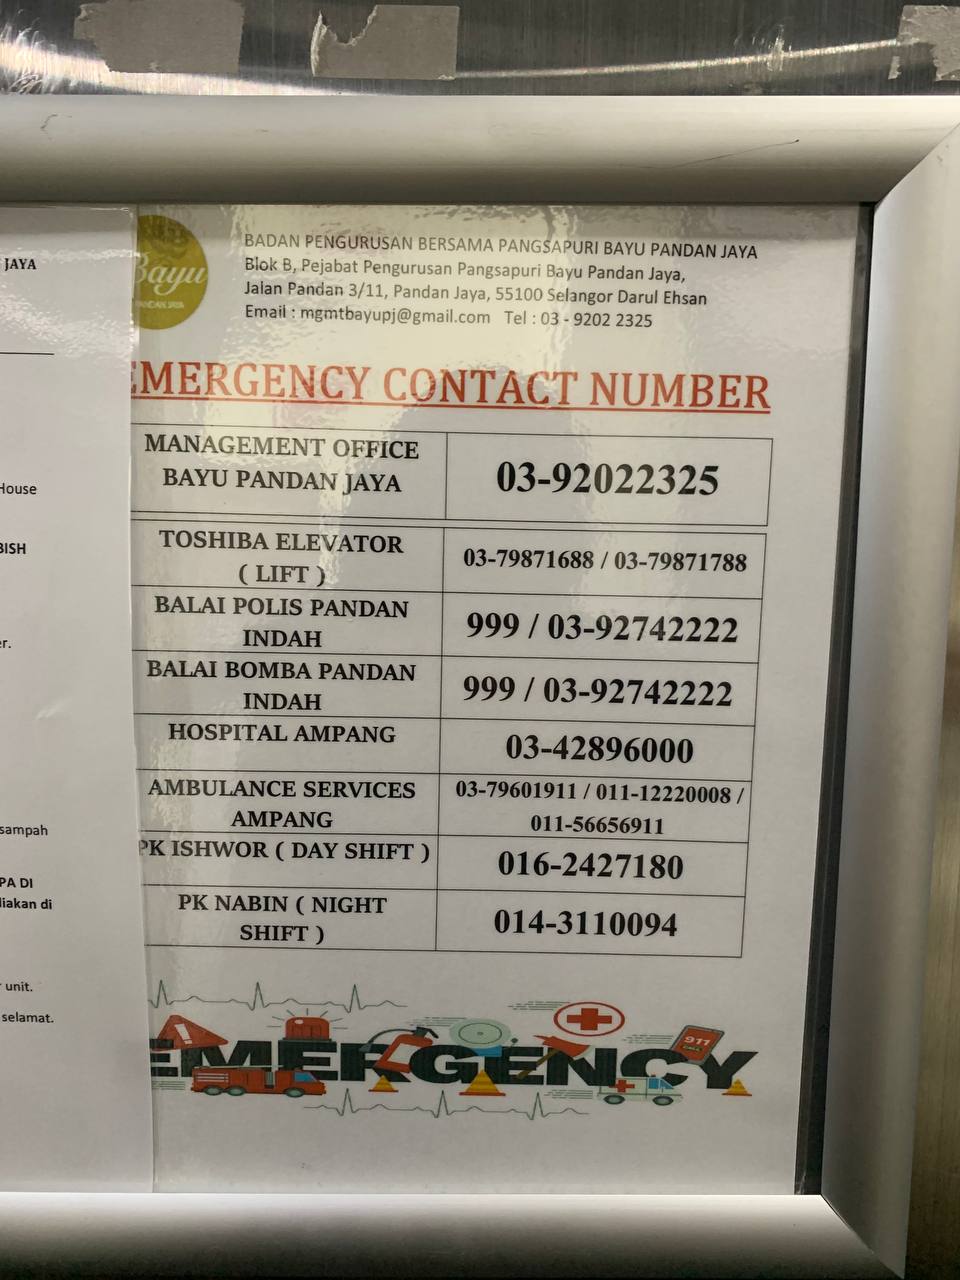 JAYA
House
BISH
er.
sampah
PA DI
diakan di
unit.
selamat.
Bayu
PANDAN JAYA
BADAN PENGURUSAN BERSAMA PANGSAPURI BAYU PANDAN JAYA
Blok B, Pejabat Pengurusan Pangsapuri Bayu Pandan Jaya,
Jalan Pandan 3/11, Pandan Jaya, 55100 Selangor Darul Ehsan
Email : mgmtbayupj@gmail.com Tel : 03 - 9202 2325
EMERGENCY CONTACT NUMBER
MANAGEMENT OFFICE
BAYU PANDAN JAYA
03-92022325
TOSHIBA ELEVATOR
( LIFT )
03-79871688 / 03-79871788
BALAI POLIS PANDAN
INDAH
999 / 03-92742222
BALAI BOMBA PANDAN
INDAH
999 / 03-92742222
HOSPITAL AMPANG
03-42896000
AMBULANCE SERVICES
AMPANG
03-79601911 / 011-12220008 /
011-56656911
PK ISHWOR ( DAY SHIFT )
016-2427180
PK NABIN ( NIGHT
SHIFT )
014-3110094
911
CALL
EMERGENCY